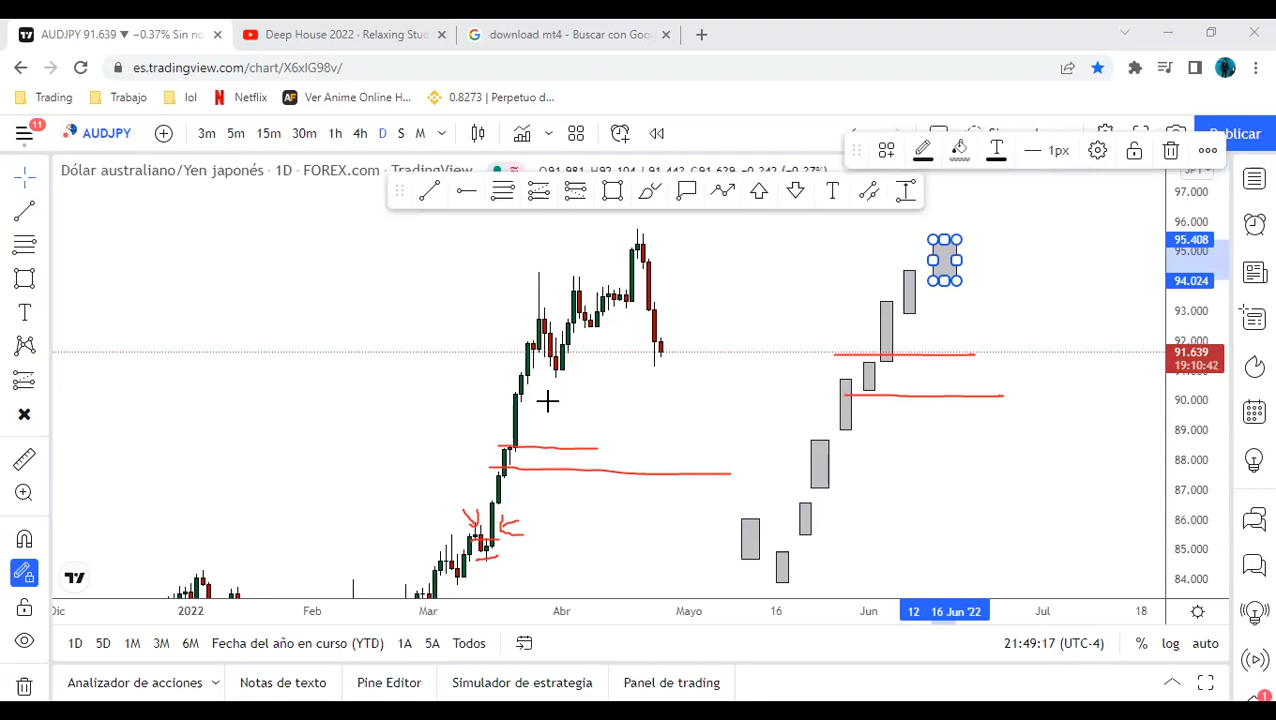 AUDJPY 91.639 ▼ −0.37% Sin no
Deep House 2022 · Relaxing Stu
download mt4 - Buscar con Goo
es.tradingview.com/chart/X6xIG98v/
Trading
Trabajo
lol
Netflix
Ver Anime Online H...
0.8273 | Perpetuo d...
11
AUDJPY
3m 5m 15m 30m 1h 4h D S M
Publicar
1px
Dólar australiano/Yen japonés · 1D · FOREX.com · TradingView
97.000
96.000
95.408
95.000
94.024
93.000
92.000
91.639
19:10:42
90.000
89.000
88.000
87.000
86.000
85.000
84.000
Dic 2022 Feb Mar Abr Mayo 16 Jun 12 16 Jun '22 Jul 18
1D 5D 1M 3M 6M Fecha del año en curso (YTD) 1A 5A Todos
21:49:17 (UTC-4) % log auto
Analizador de acciones Notas de texto Pine Editor Simulador de estrategia Panel de trading
1